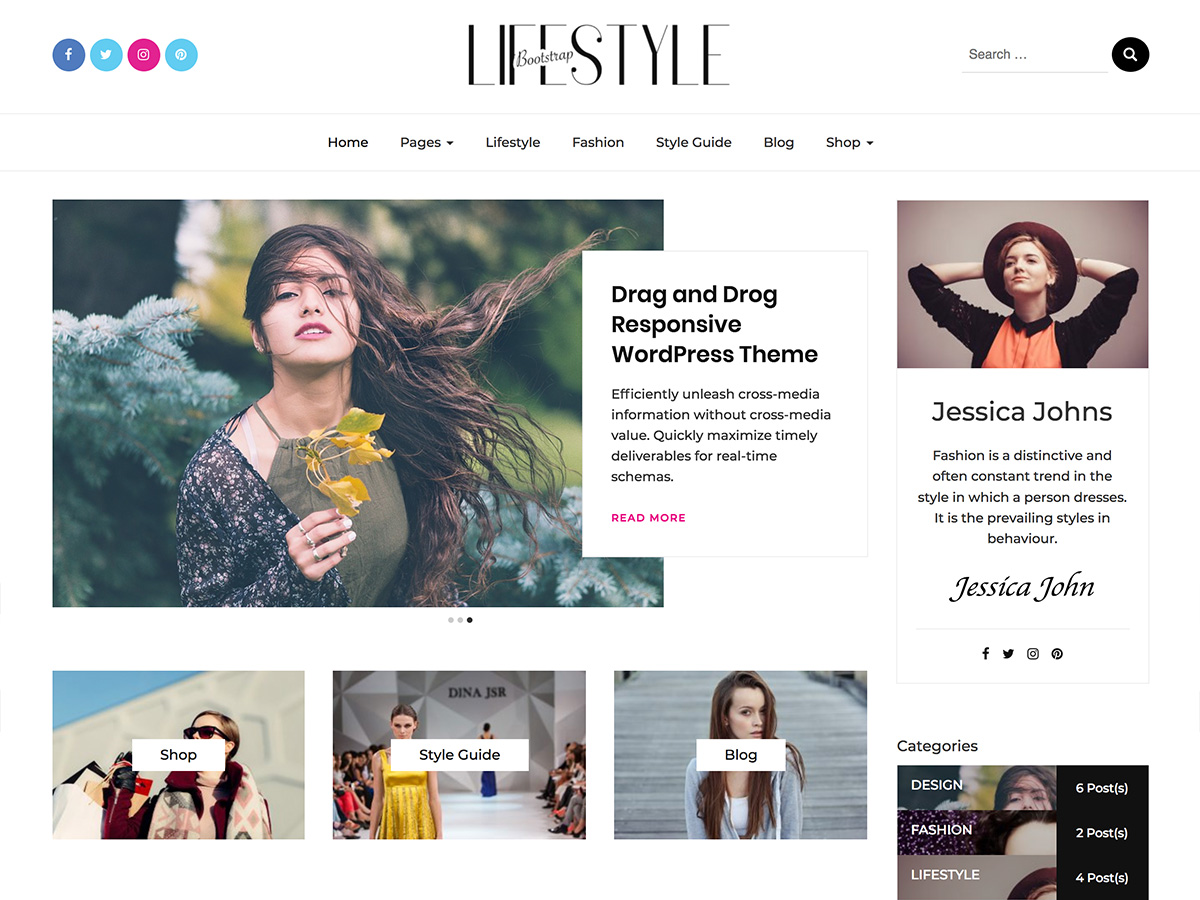 LIFESTYLE
Bootstrap
Search ...
Home Pages Lifestyle Fashion Style Guide Blog Shop
Drag and Drog
Responsive
WordPress Theme
Efficiently unleash cross-media
information without cross-media
value. Quickly maximize timely
deliverables for real-time
schemas.
READ MORE
Jessica Johns
Fashion is a distinctive and
often constant trend in the
style in which a person dresses.
It is the prevailing styles in
behaviour.
Jessica John
Shop
DINA JSR
Style Guide
Blog
Categories
DESIGN 6 Post(s)
FASHION 2 Post(s)
LIFESTYLE 4 Post(s)